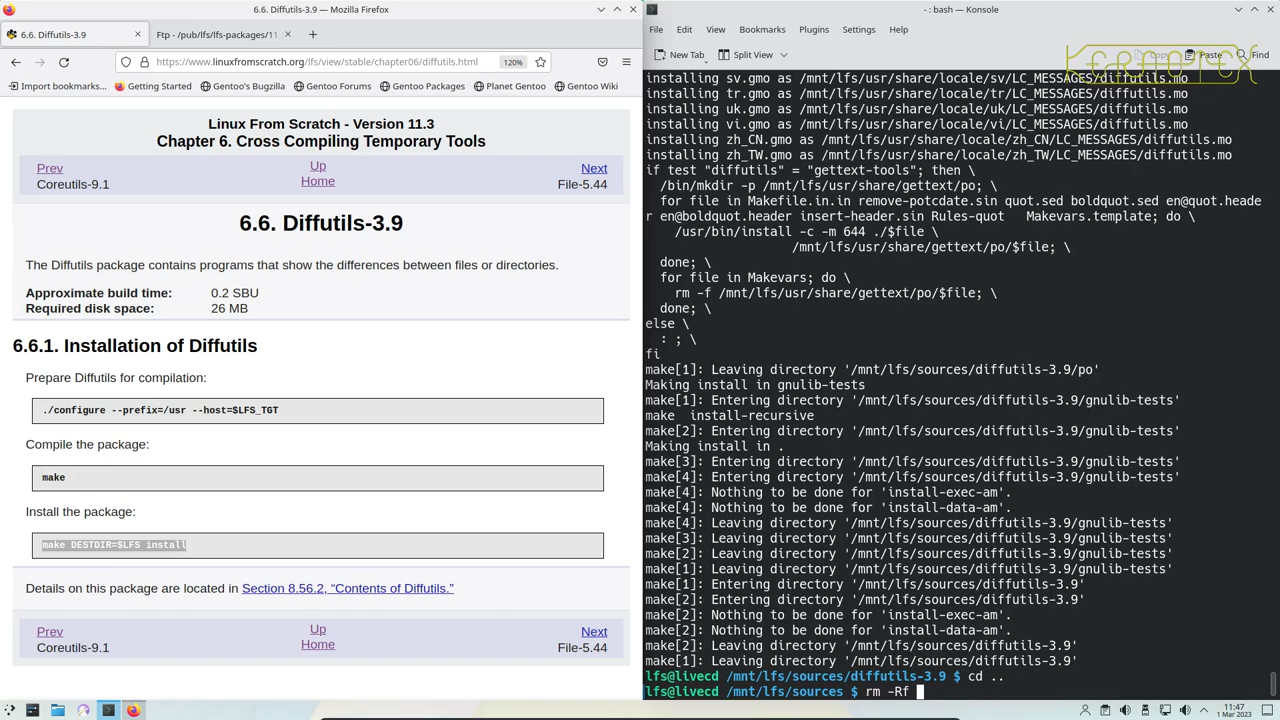 6.6. Diffutils-3.9 — Mozilla Firefox
6.6. Diffutils-3.9
Ftp - /pub/lfs/lfs-packages/11.
https://www.linuxfromscratch.org/lfs/view/stable/chapter06/diffutils.html
120%
Import bookmarks...
Getting Started
Gentoo's Bugzilla
Gentoo Forums
Gentoo Packages
Planet Gentoo
Gentoo Wiki
Linux From Scratch - Version 11.3
Chapter 6. Cross Compiling Temporary Tools
Prev
Up
Next
Coreutils-9.1
Home
File-5.44
6.6. Diffutils-3.9
The Diffutils package contains programs that show the differences between files or directories.
Approximate build time: 0.2 SBU
Required disk space: 26 MB
6.6.1. Installation of Diffutils
Prepare Diffutils for compilation:
./configure --prefix=/usr --host=$LFS_TGT
Compile the package:
make
Install the package:
make DESTDIR=$LFS install
Details on this package are located in Section 8.56.2, “Contents of Diffutils.”
Prev
Up
Next
Coreutils-9.1
Home
File-5.44
- : bash — Konsole
File Edit View Bookmarks Plugins Settings Help
New Tab
Split View
Copy
Paste
Find
KERNOTEX
installing sv.gmo as /mnt/lfs/usr/share/locale/sv/LC_MESSAGES/diffutils.mo
installing tr.gmo as /mnt/lfs/usr/share/locale/tr/LC_MESSAGES/diffutils.mo
installing uk.gmo as /mnt/lfs/usr/share/locale/uk/LC_MESSAGES/diffutils.mo
installing vi.gmo as /mnt/lfs/usr/share/locale/vi/LC_MESSAGES/diffutils.mo
installing zh_CN.gmo as /mnt/lfs/usr/share/locale/zh_CN/LC_MESSAGES/diffutils.mo
installing zh_TW.gmo as /mnt/lfs/usr/share/locale/zh_TW/LC_MESSAGES/diffutils.mo
if test "diffutils" = "gettext-tools"; then \
/bin/mkdir -p /mnt/lfs/usr/share/gettext/po; \
for file in Makefile.in.in remove-potcdate.sin quot.sed boldquot.sed en@quot.heade
r en@boldquot.header insert-header.sin Rules-quot   Makevars.template; do \
/usr/bin/install -c -m 644 ./$file \
/mnt/lfs/usr/share/gettext/po/$file; \
done; \
for file in Makevars; do \
rm -f /mnt/lfs/usr/share/gettext/po/$file; \
done; \
else \
: ; \
fi
make[1]: Leaving directory '/mnt/lfs/sources/diffutils-3.9/po'
Making install in gnulib-tests
make[1]: Entering directory '/mnt/lfs/sources/diffutils-3.9/gnulib-tests'
make  install-recursive
make[2]: Entering directory '/mnt/lfs/sources/diffutils-3.9/gnulib-tests'
Making install in .
make[3]: Entering directory '/mnt/lfs/sources/diffutils-3.9/gnulib-tests'
make[4]: Entering directory '/mnt/lfs/sources/diffutils-3.9/gnulib-tests'
make[4]: Nothing to be done for 'install-exec-am'.
make[4]: Nothing to be done for 'install-data-am'.
make[4]: Leaving directory '/mnt/lfs/sources/diffutils-3.9/gnulib-tests'
make[3]: Leaving directory '/mnt/lfs/sources/diffutils-3.9/gnulib-tests'
make[2]: Leaving directory '/mnt/lfs/sources/diffutils-3.9/gnulib-tests'
make[1]: Leaving directory '/mnt/lfs/sources/diffutils-3.9/gnulib-tests'
make[1]: Entering directory '/mnt/lfs/sources/diffutils-3.9'
make[2]: Entering directory '/mnt/lfs/sources/diffutils-3.9'
make[2]: Nothing to be done for 'install-exec-am'.
make[2]: Nothing to be done for 'install-data-am'.
make[2]: Leaving directory '/mnt/lfs/sources/diffutils-3.9'
make[1]: Leaving directory '/mnt/lfs/sources/diffutils-3.9'
lfs@livecd /mnt/lfs/sources/diffutils-3.9 $ cd ..
lfs@livecd /mnt/lfs/sources $ rm -Rf
11:47
1 Mar 2023